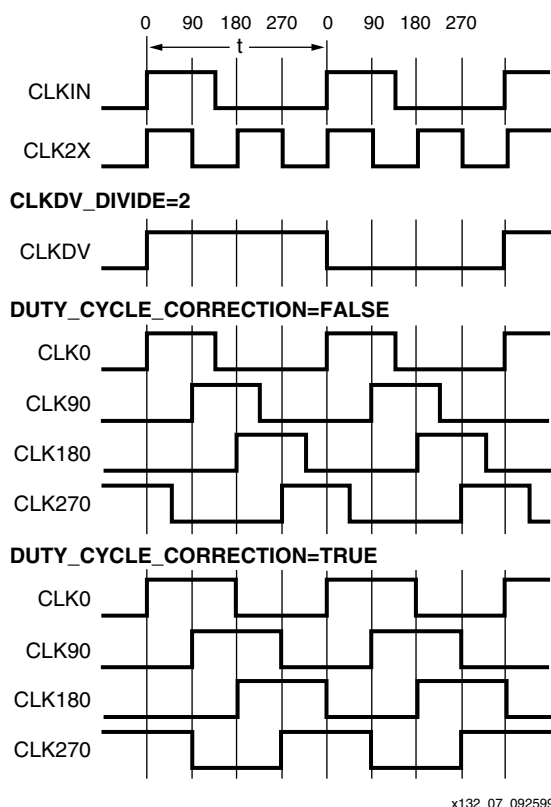 0 90 180 270 0 90 180 270
t
CLKIN
CLK2X
CLKDV_DIVIDE=2
CLKDV
DUTY_CYCLE_CORRECTION=FALSE
CLK0
CLK90
CLK180
CLK270
DUTY_CYCLE_CORRECTION=TRUE
CLK0
CLK90
CLK180
CLK270
x132_07_092599